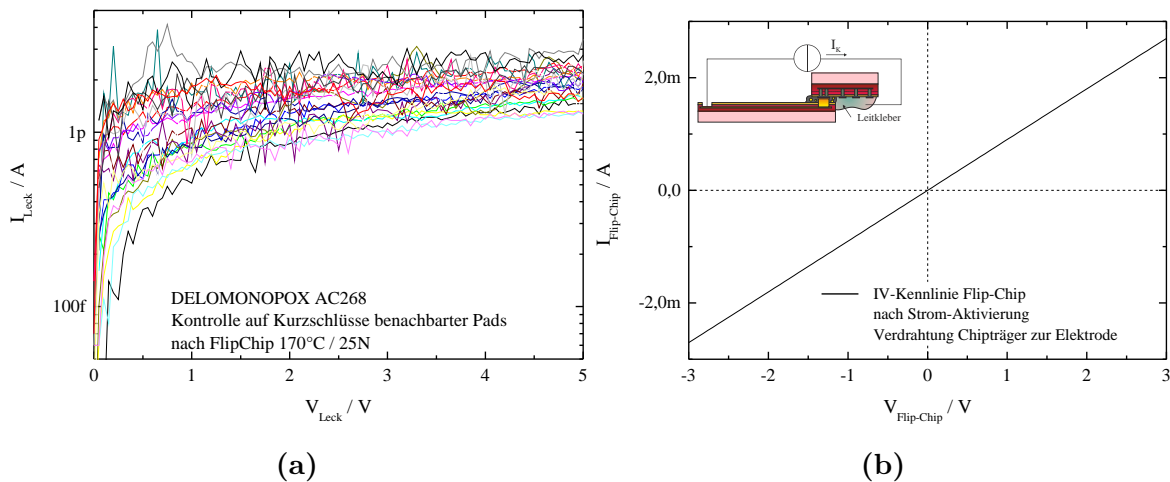 1p
100f
I_Leck / A
DELOMONOPOX AC268
Kontrolle auf Kurzschlüsse benachbarter Pads
nach FlipChip 170°C / 25N
0 1 2 3 4 5
V_Leck / V
(a)
2,0m
0,0
-2,0m
I_Flip-Chip / A
I_K
Leitkleber
IV-Kennlinie Flip-Chip
nach Strom-Aktivierung
Verdrahtung Chipträger zur Elektrode
-3 -2 -1 0 1 2 3
V_Flip-Chip / V
(b)